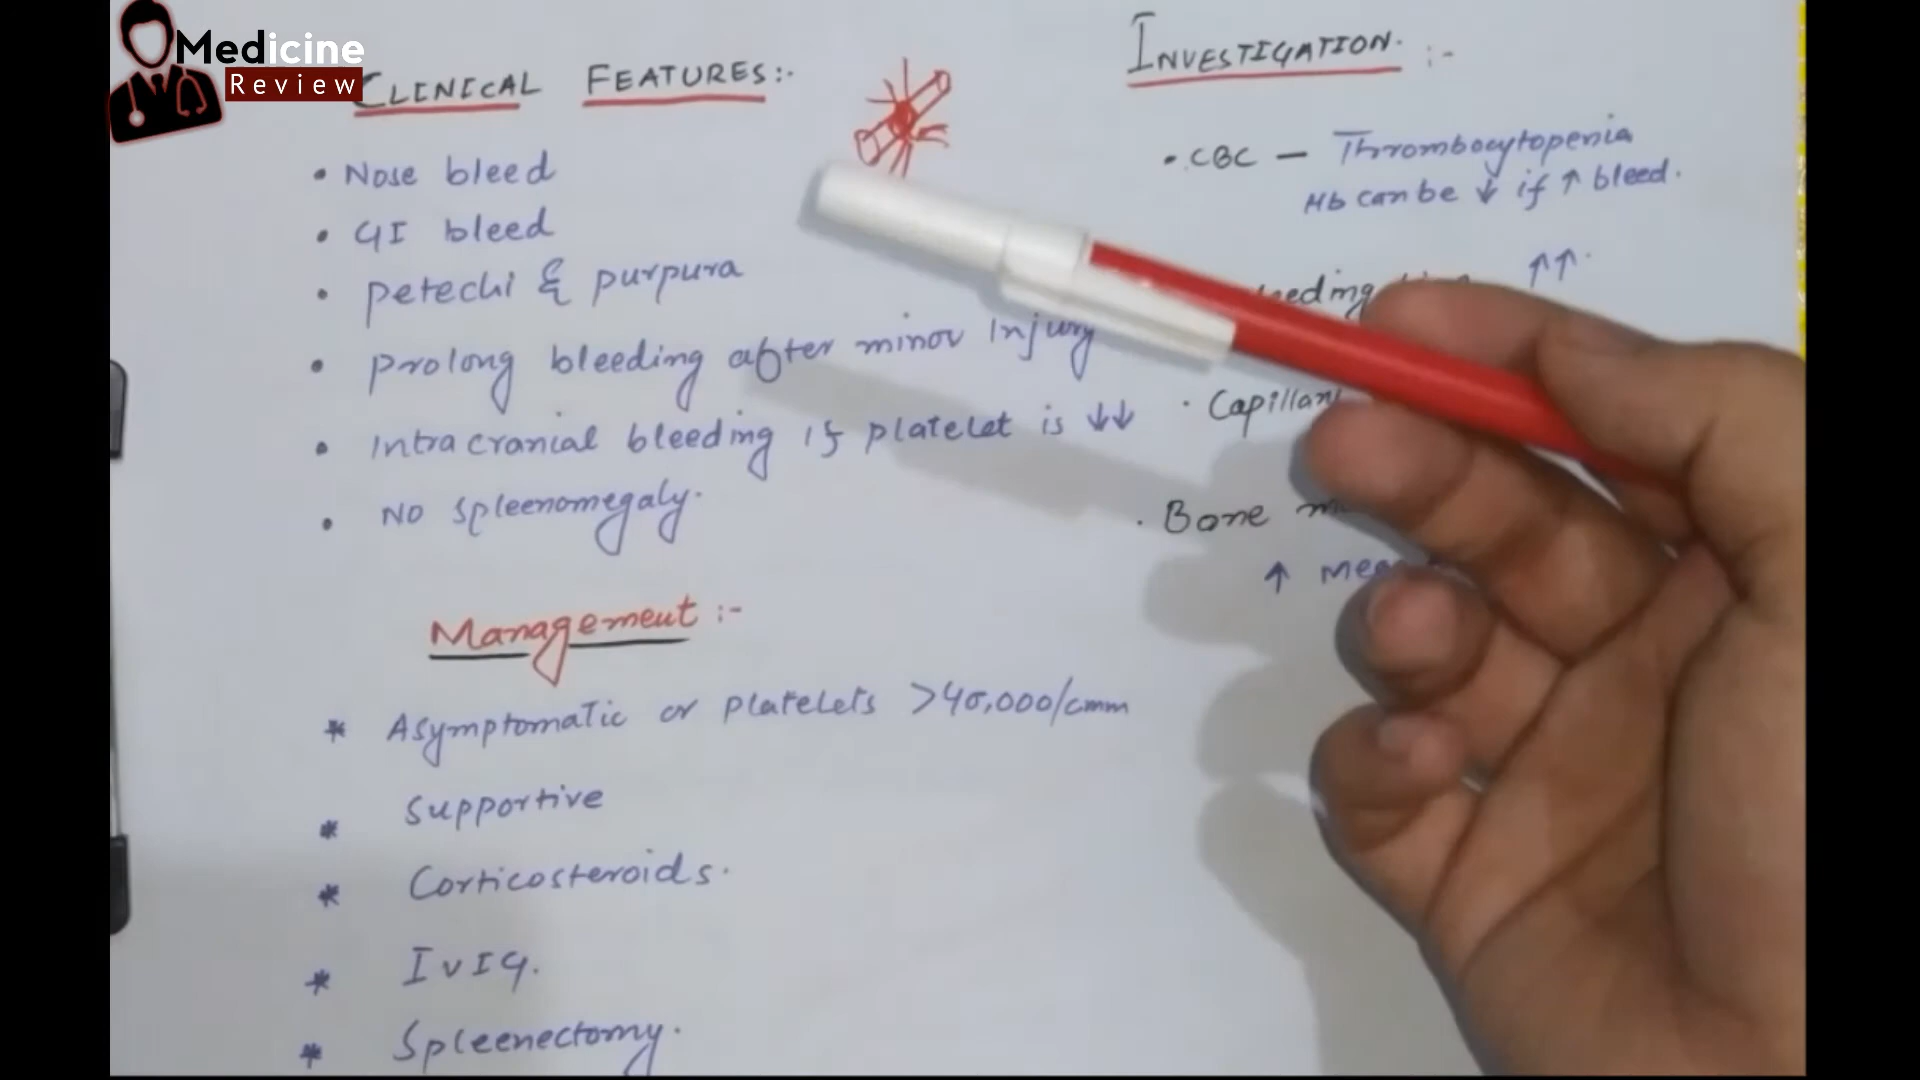 Medicine
Review
CLINICAL FEATURES:-
• Nose bleed
• GI bleed
• Petechi & purpura
• Prolong bleeding after minor Injury
• Intracranial bleeding if platelet is ↓↓
• NO spleenomegaly.
Management :-
* Asymptomatic or Platelets >40,000/cmm
* Supportive
* Corticosteroids.
* IvIG.
* Spleenectomy.
INVESTIGATION. :-
• CBC — Thrombocytopenia
Hb can be ↓ if ↑ bleed.
↑↑
• Bone
↑